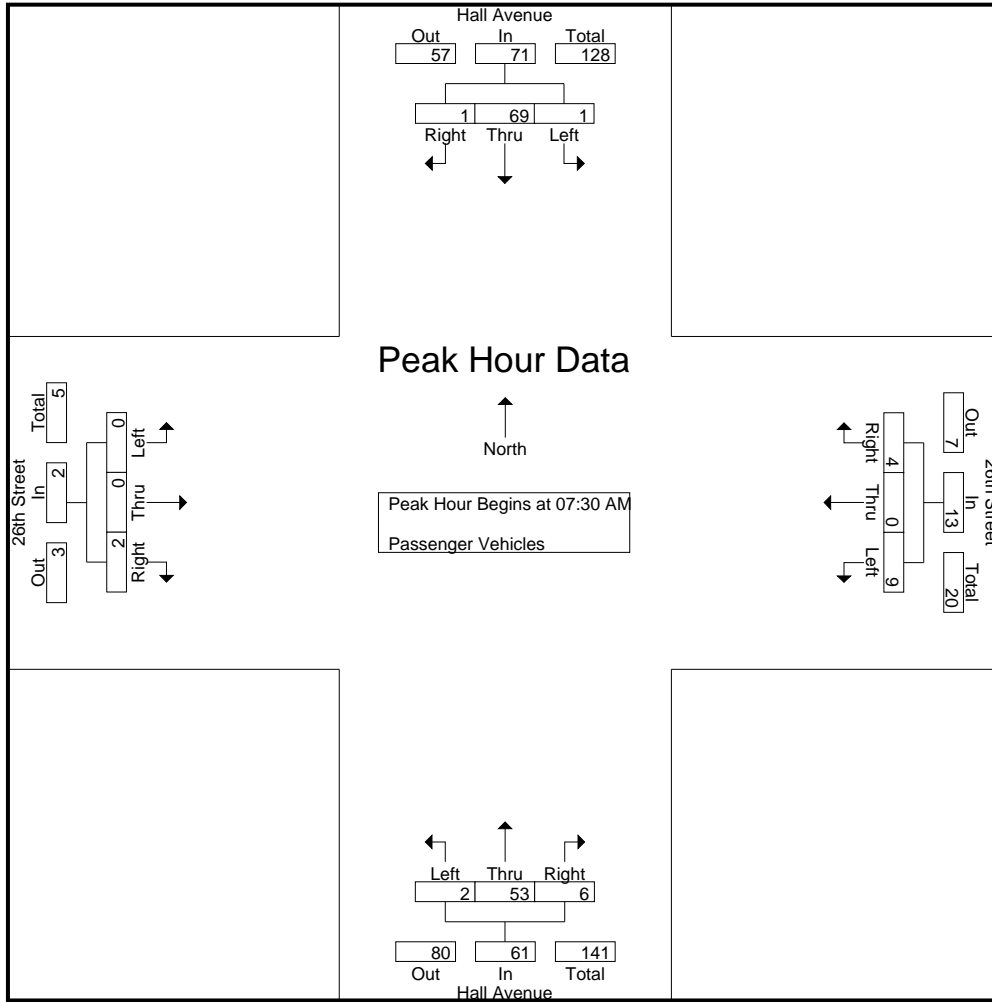 Hall Avenue
Out In Total
57 71 128
1 69 1
Right Thru Left
Peak Hour Data
North
Peak Hour Begins at 07:30 AM
Passenger Vehicles
26th Street
Total In Out
5 2 3
0 0 2
Left Thru Right
Right Thru Left
4 0 9
Out In Total
7 13 20
26th Street
Left Thru Right
2 53 6
80 61 141
Out In Total
Hall Avenue